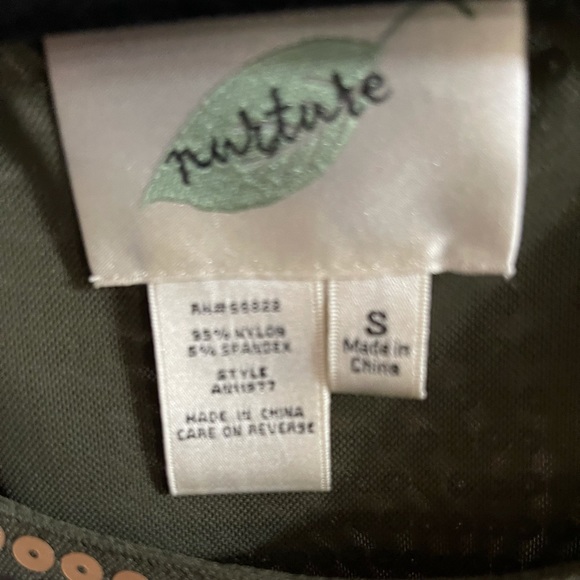 nurture
RN#56822
95% NYLON
5% SPANDEX
STYLE
AN11977
MADE IN CHINA
CARE ON REVERSE
S
Made in
China